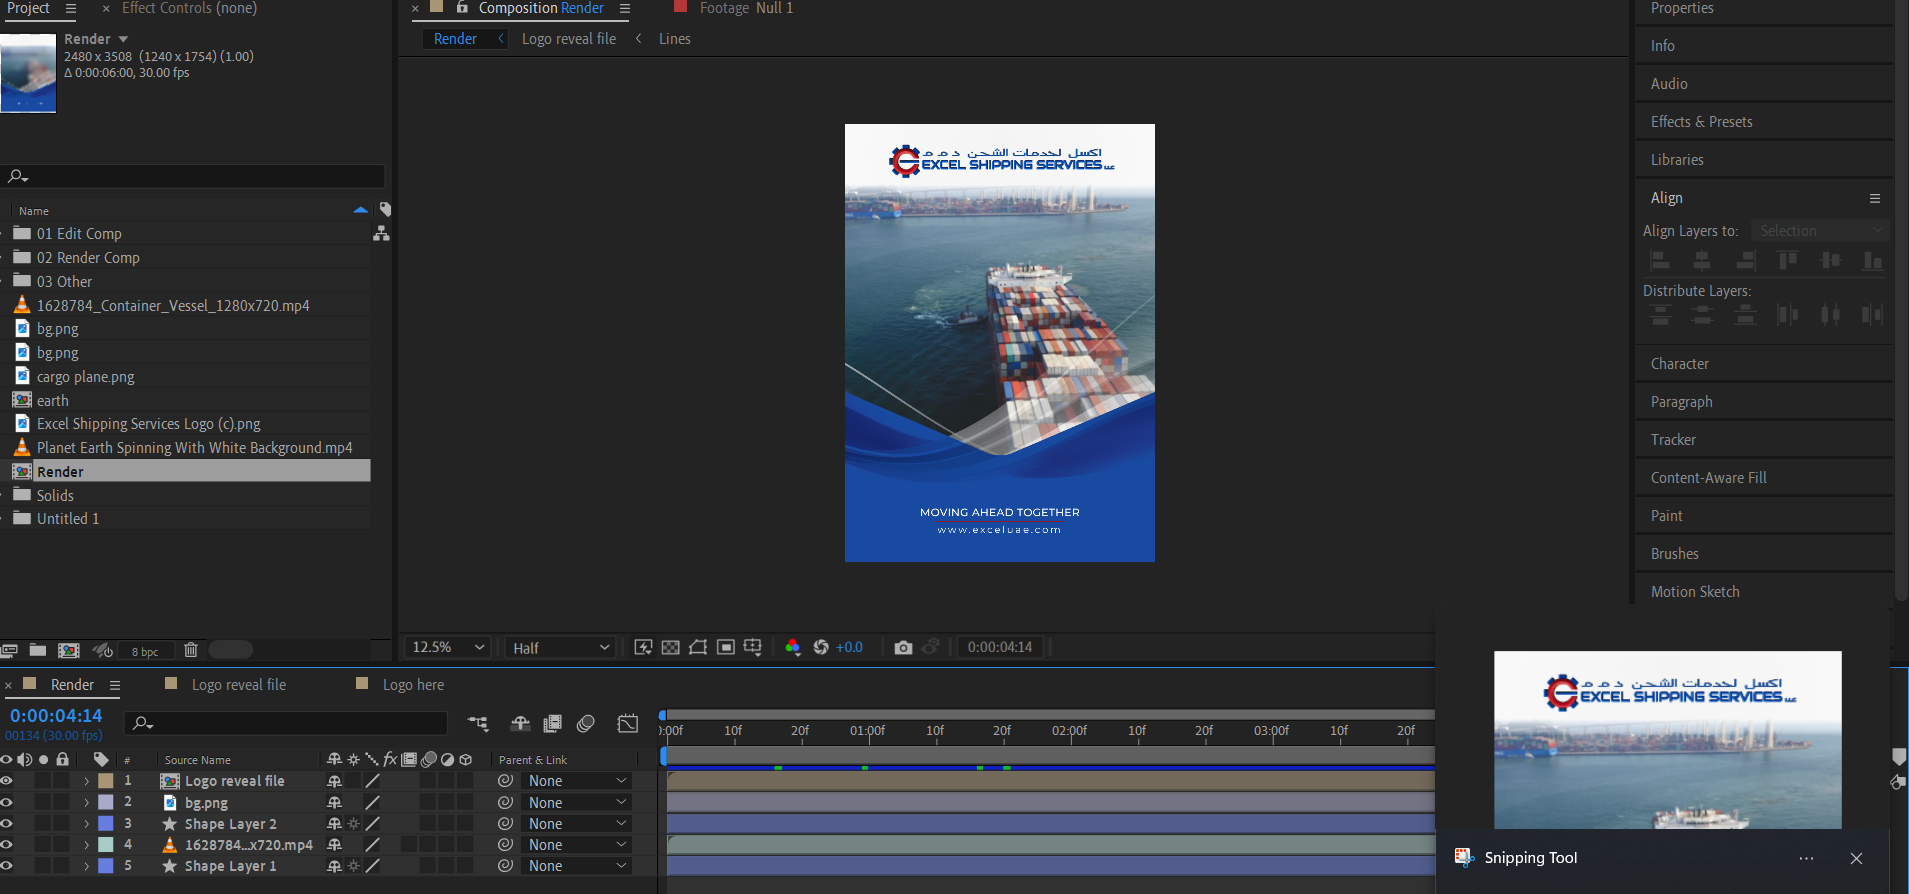 Project
Effect Controls (none)
Composition Render
Footage Null 1
Render
2480 x 3508 (1240 x 1754) (1.00)
Δ 0:00:06:00, 30.00 fps
Render
Logo reveal file
Lines
Name
01 Edit Comp
02 Render Comp
03 Other
1628784_Container_Vessel_1280x720.mp4
bg.png
bg.png
cargo plane.png
earth
Excel Shipping Services Logo (c).png
Planet Earth Spinning With White Background.mp4
Render
Solids
Untitled 1
8 bpc
اكسل لخدمات الشحن ذ م م
EXCEL SHIPPING SERVICES LLC
MOVING AHEAD TOGETHER
www.exceluae.com
12.5%
Half
+0.0
0:00:04:14
Properties
Info
Audio
Effects & Presets
Libraries
Align
Align Layers to:
Selection
Distribute Layers:
Character
Paragraph
Tracker
Content-Aware Fill
Paint
Brushes
Motion Sketch
Render
Logo reveal file
Logo here
0:00:04:14
00134 (30.00 fps)
:00f 10f 20f 01:00f 10f 20f 02:00f 10f 20f 03:00f 10f 20f
# Source Name
fx
Parent & Link
1 Logo reveal file None
2 bg.png None
3 Shape Layer 2 None
4 1628784...x720.mp4 None
5 Shape Layer 1 None
اكسل لخدمات الشحن ذ م م
EXCEL SHIPPING SERVICES LLC
Snipping Tool